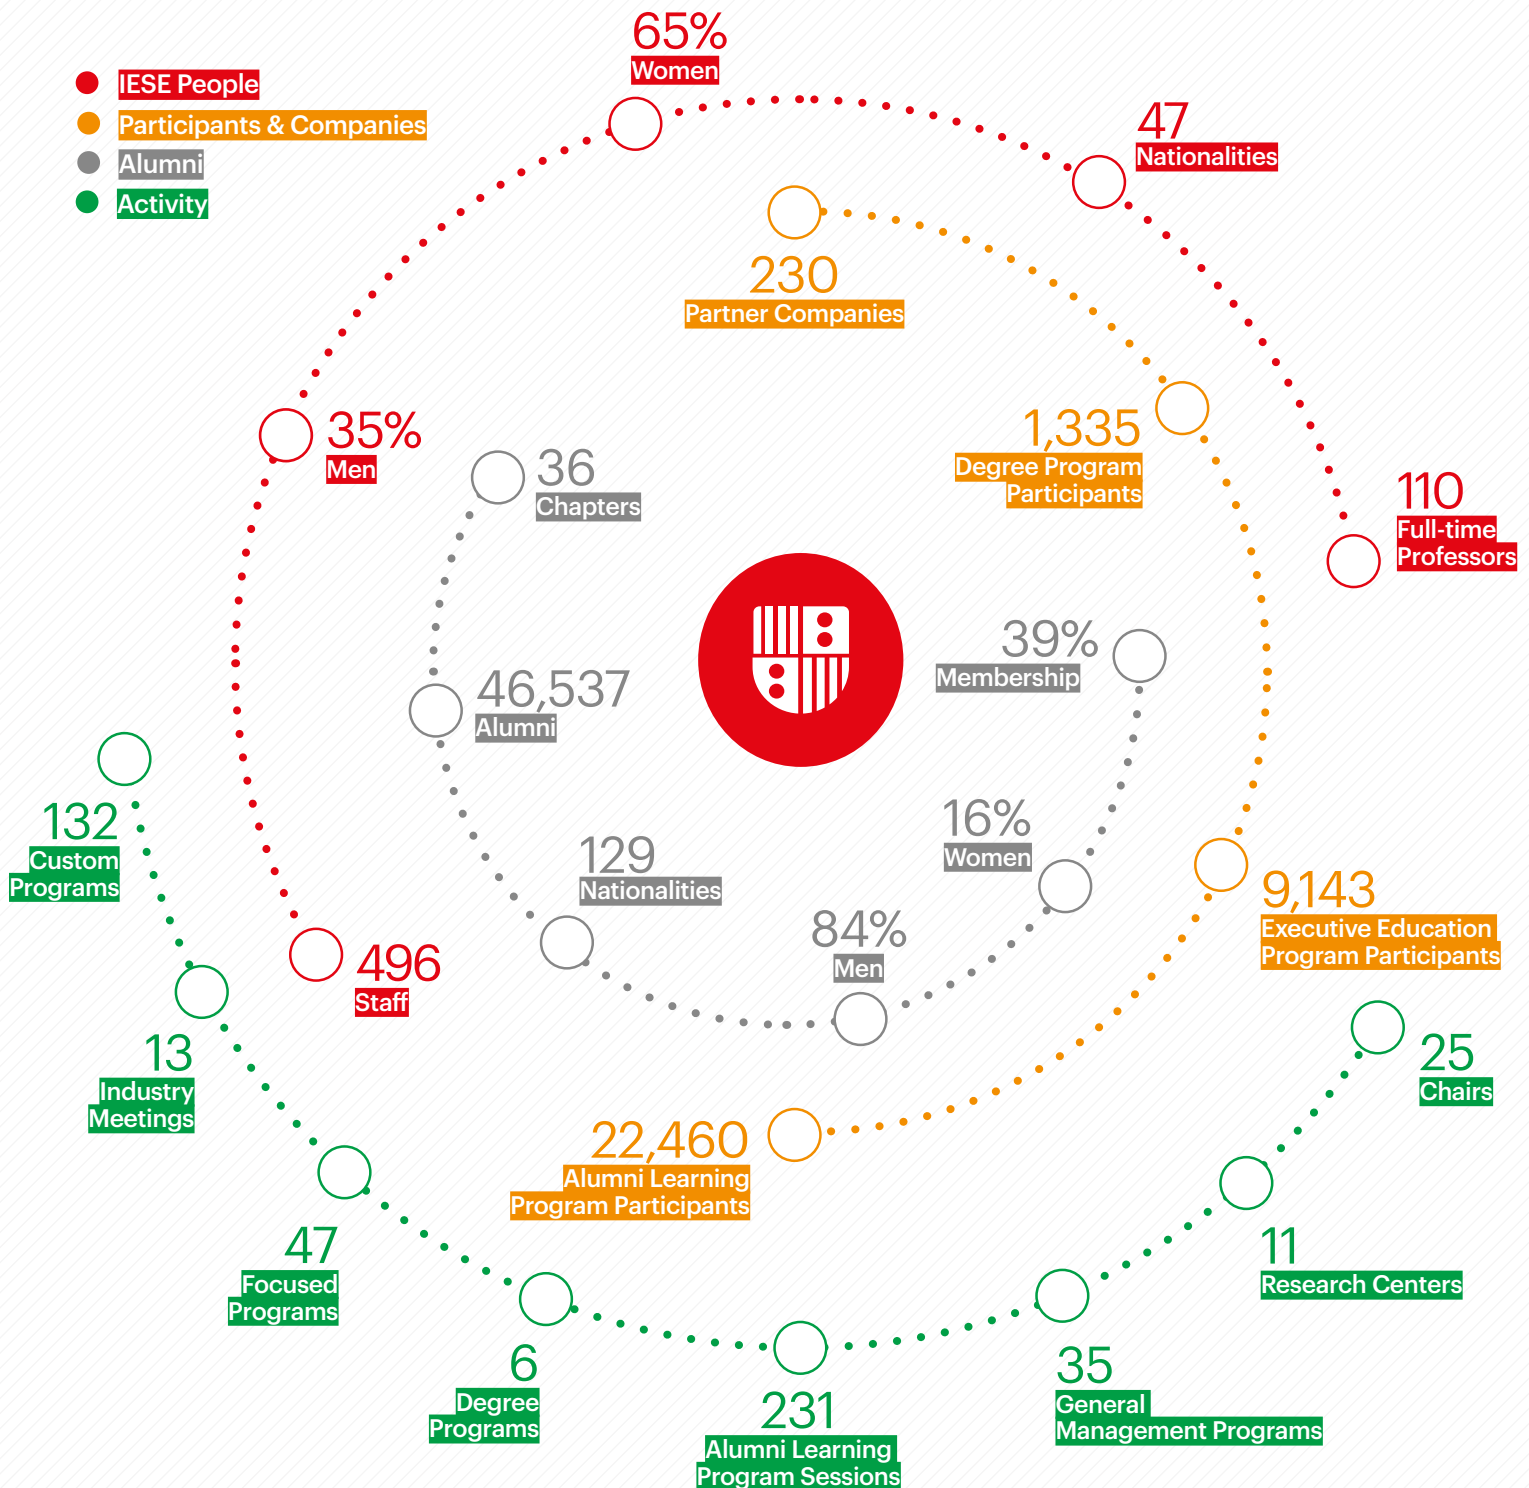 IESE People
Participants & Companies
Alumni
Activity
65%
Women
47
Nationalities
230
Partner Companies
35%
Men
1,335
Degree Program
Participants
36
Chapters
110
Full-time
Professors
39%
Membership
46,537
Alumni
132
Custom
Programs
16%
Women
129
Nationalities
9,143
Executive Education
Program Participants
84%
Men
496
Staff
13
Industry
Meetings
25
Chairs
22,460
Alumni Learning
Program Participants
47
Focused
Programs
11
Research Centers
6
Degree
Programs
35
General
Management Programs
231
Alumni Learning
Program Sessions